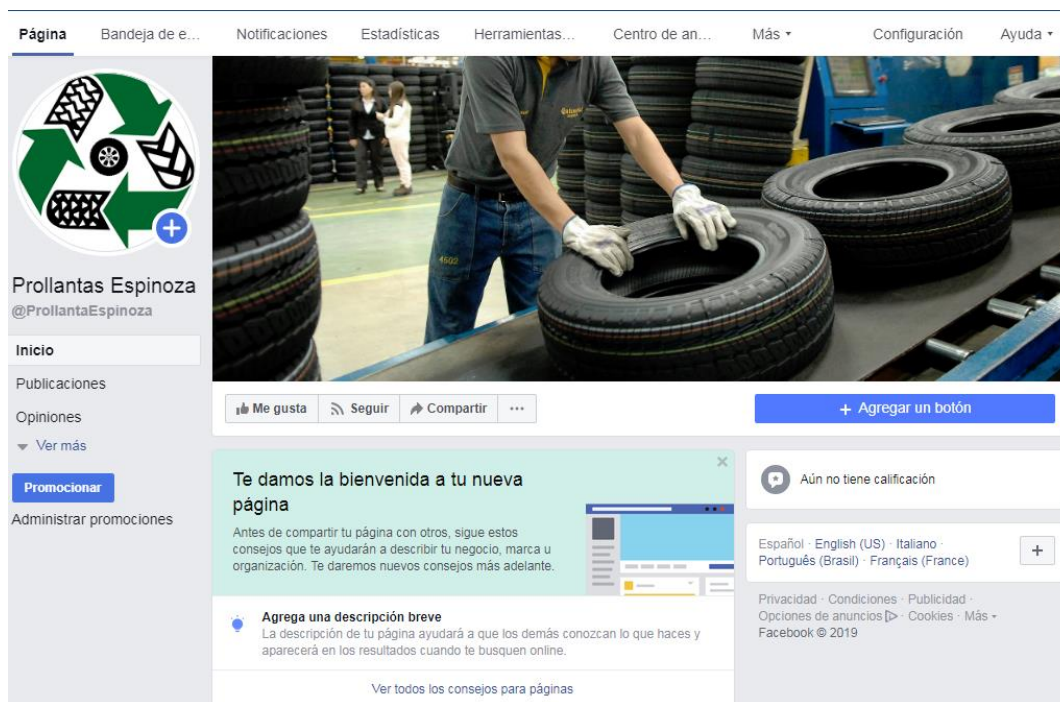 Página Bandeja de e... Notificaciones Estadísticas Herramientas... Centro de an... Más Configuración Ayuda
4602
Prollantas Espinoza
@ProllantaEspinoza
Inicio
Publicaciones
Opiniones
Ver más
Promocionar
Administrar promociones
Me gusta Seguir Compartir ...
+ Agregar un botón
Te damos la bienvenida a tu nueva
página
Antes de compartir tu página con otros, sigue estos
consejos que te ayudarán a describir tu negocio, marca u
organización. Te daremos nuevos consejos más adelante.
Agrega una descripción breve
La descripción de tu página ayudará a que los demás conozcan lo que haces y
aparecerá en los resultados cuando te busquen online.
Ver todos los consejos para páginas
Aún no tiene calificación
Español · English (US) · Italiano ·
Português (Brasil) · Français (France)
Privacidad · Condiciones · Publicidad ·
Opciones de anuncios · Cookies · Más
Facebook © 2019